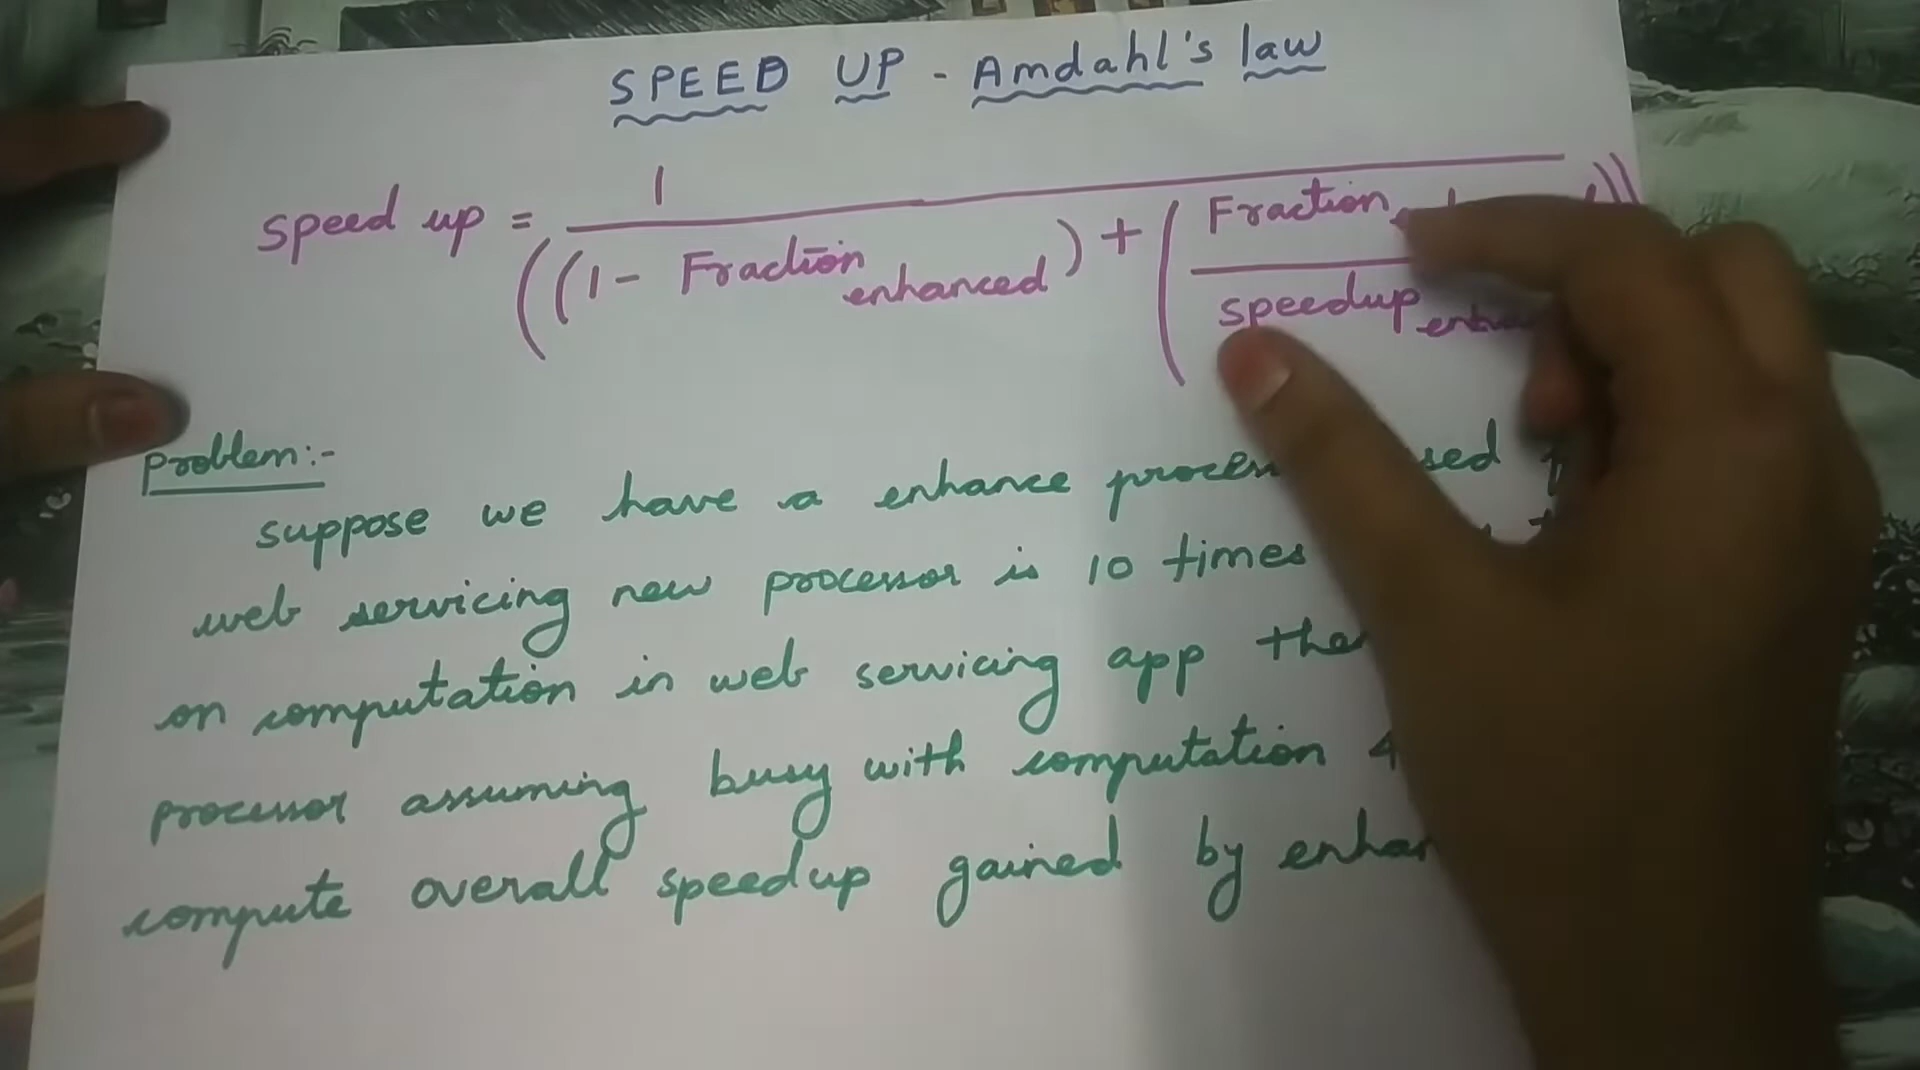 SPEED UP - Amdahl's law
speed up = 1
((1 - Fraction enhanced) + (Fraction
speedup
Problem:-
suppose we have a enhance
web servicing new processor is 10 times
on computation in web servicing app
processor assuming busy with computation
compute overall speedup gained by